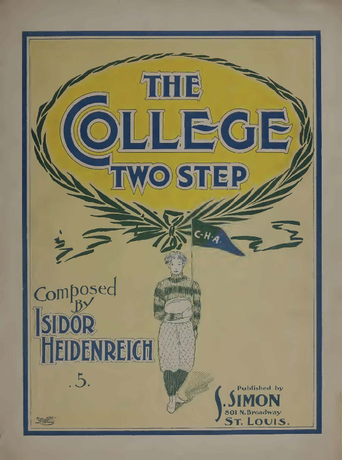 THE
COLLEGE
TWO STEP
C-H-A-
Composed
By
ISIDOR
HEIDENREICH
.5.
Published by
J. SIMON
801 N. Broadway
ST. LOUIS.